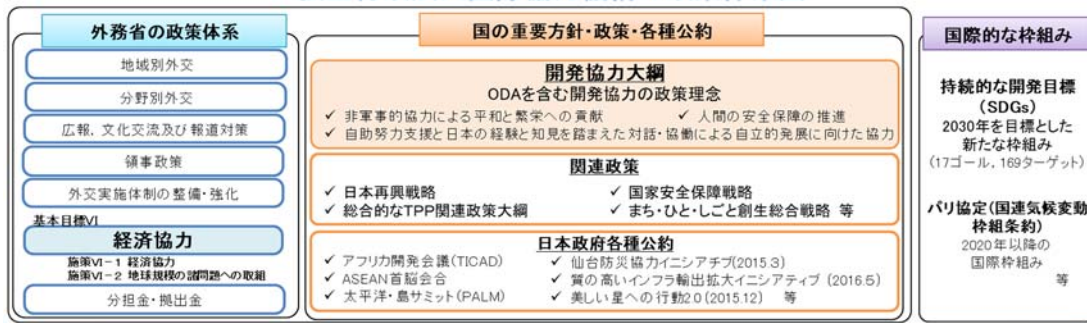 外務省の政策体系
地域別外交
分野別外交
広報，文化交流及び報道対策
領事政策
外交実施体制の整備・強化
基本目標VI
経済協力
施策VI－1 経済協力
施策VI－2 地球規模の諸問題への取組
分担金・拠出金
国の重要方針・政策・各種公約
開発協力大綱
ODAを含む開発協力の政策理念
✓ 非軍事的協力による平和と繁栄への貢献 ✓ 人間の安全保障の推進
✓ 自助努力支援と日本の経験と知見を踏まえた対話・協働による自立的発展に向けた協力
関連政策
✓ 日本再興戦略 ✓ 国家安全保障戦略
✓ 総合的なTPP関連政策大綱 ✓ まち・ひと・しごと創生総合戦略 等
日本政府各種公約
✓ アフリカ開発会議(TICAD) ✓ 仙台防災協力イニシアチブ(2015.3)
✓ ASEAN首脳会合 ✓ 質の高いインフラ輸出拡大イニシアティブ (2016.5)
✓ 太平洋・島サミット(PALM) ✓ 美しい星への行動2.0(2015.12) 等
国際的な枠組み
持続的な開発目標
(SDGs)
2030年を目標とした
新たな枠組み
(17ゴール，169ターゲット)
パリ協定(国連気候変動
枠組条約)
2020年以降の
国際枠組み
等